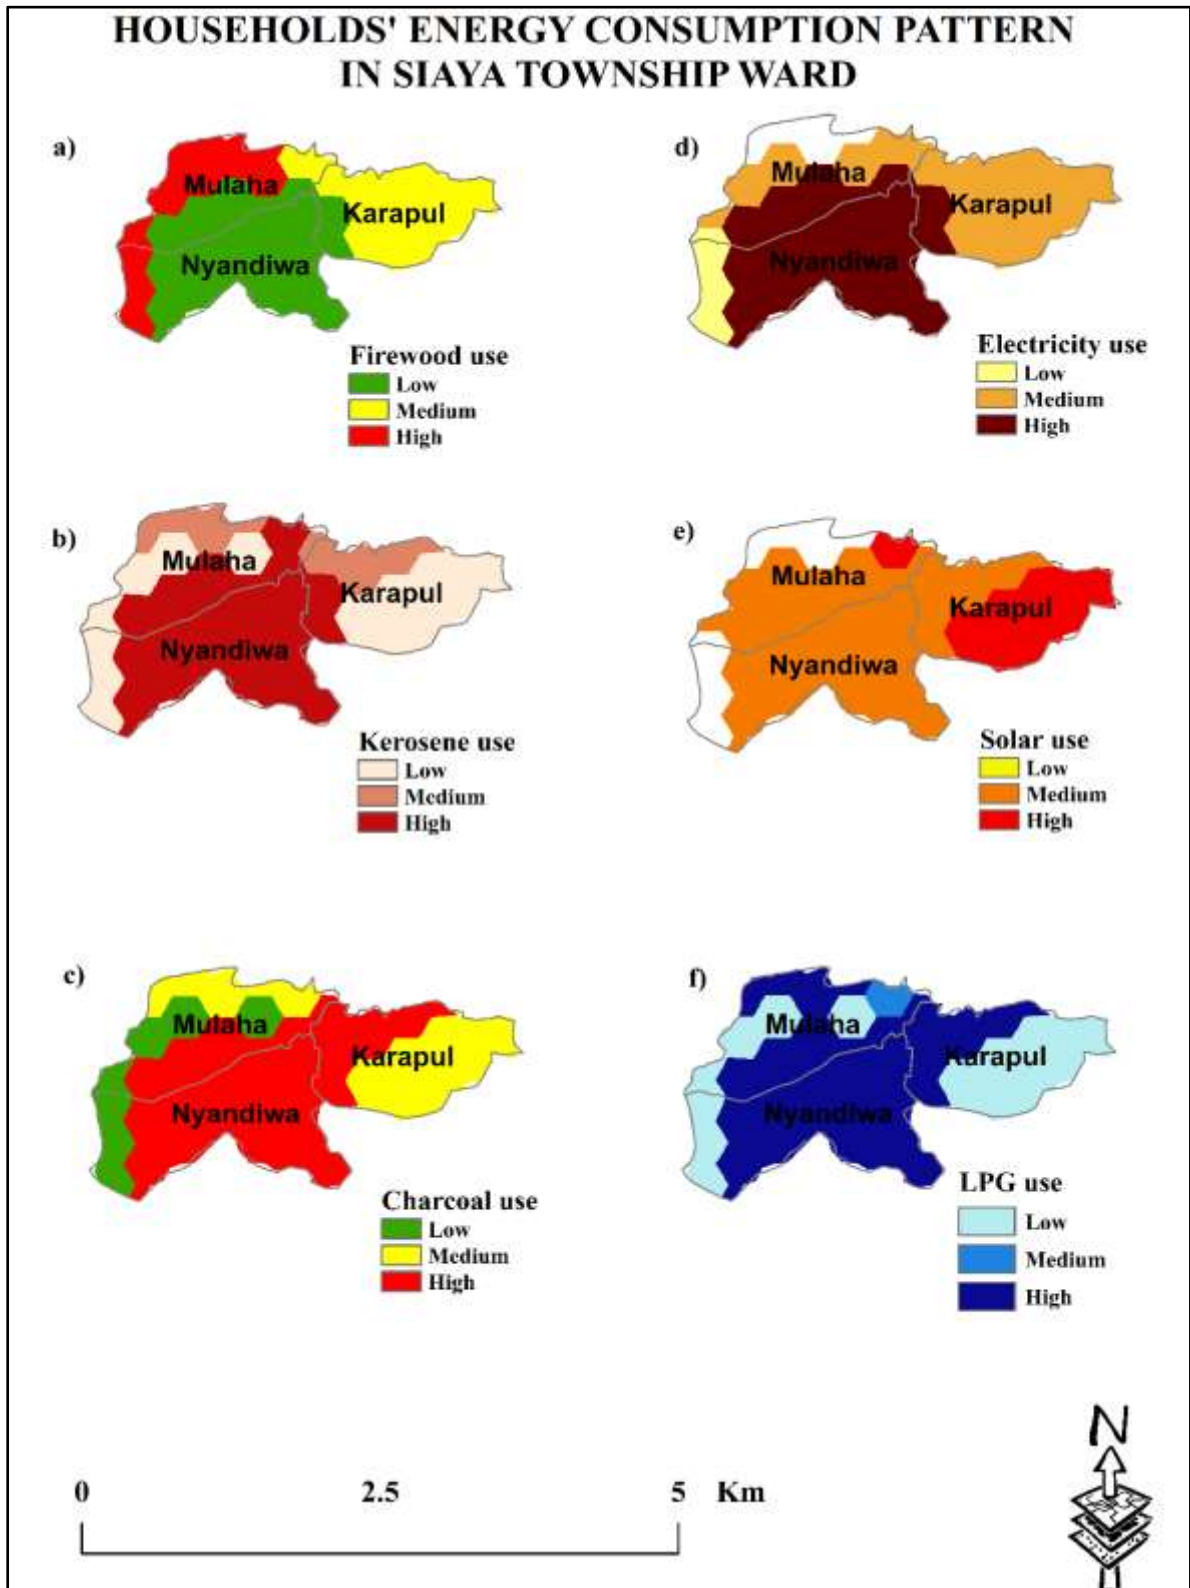 HOUSEHOLDS' ENERGY CONSUMPTION PATTERN
IN SIAYA TOWNSHIP WARD
a)
Mulaha
Karapul
Nyandiwa
Firewood use
Low
Medium
High
b)
Mulaha
Karapul
Nyandiwa
Kerosene use
Low
Medium
High
c)
Mulaha
Karapul
Nyandiwa
Charcoal use
Low
Medium
High
d)
Mulaha
Karapul
Nyandiwa
Electricity use
Low
Medium
High
e)
Mulaha
Karapul
Nyandiwa
Solar use
Low
Medium
High
f)
Mulaha
Karapul
Nyandiwa
LPG use
Low
Medium
High
0 2.5 5 Km
N